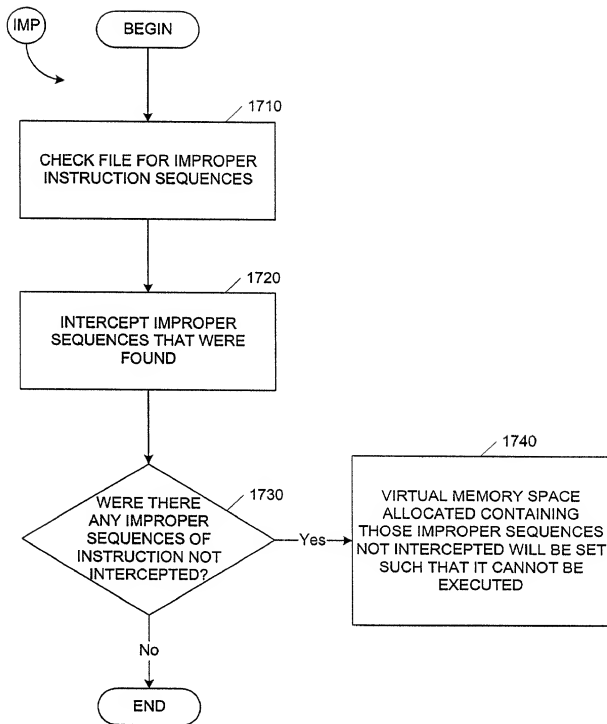 IMP
BEGIN
1710
CHECK FILE FOR IMPROPER
INSTRUCTION SEQUENCES
1720
INTERCEPT IMPROPER
SEQUENCES THAT WERE
FOUND
1730
WERE THERE
ANY IMPROPER
SEQUENCES OF
INSTRUCTION NOT
INTERCEPTED?
Yes
1740
VIRTUAL MEMORY SPACE
ALLOCATED CONTAINING
THOSE IMPROPER SEQUENCES
NOT INTERCEPTED WILL BE SET
SUCH THAT IT CANNOT BE
EXECUTED
No
END